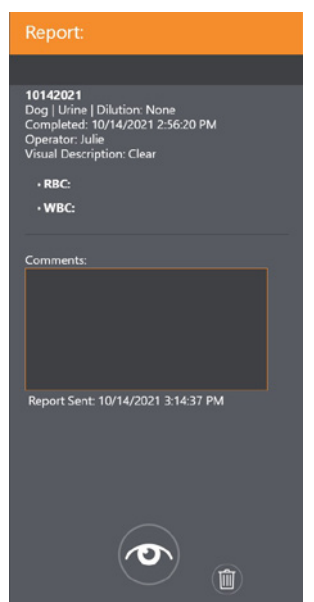 Report:
10142021
Dog | Urine | Dilution: None
Completed: 10/14/2021 2:56:20 PM
Operator: Julie
Visual Description: Clear
• RBC:
• WBC:
Comments:
Report Sent: 10/14/2021 3:14:37 PM